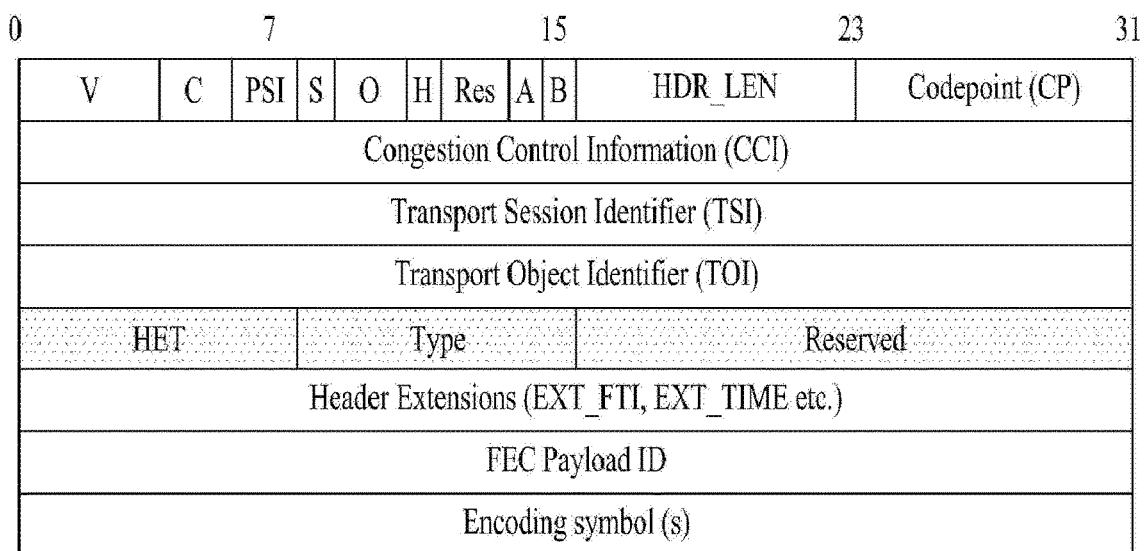 0 7 15 23 31
V C PSI S O H Res A B HDR_LEN Codepoint (CP)
Congestion Control Information (CCI)
Transport Session Identifier (TSI)
Transport Object Identifier (TOI)
HET Type Reserved
Header Extensions (EXT_FTI, EXT_TIME etc.)
FEC Payload ID
Encoding symbol (s)